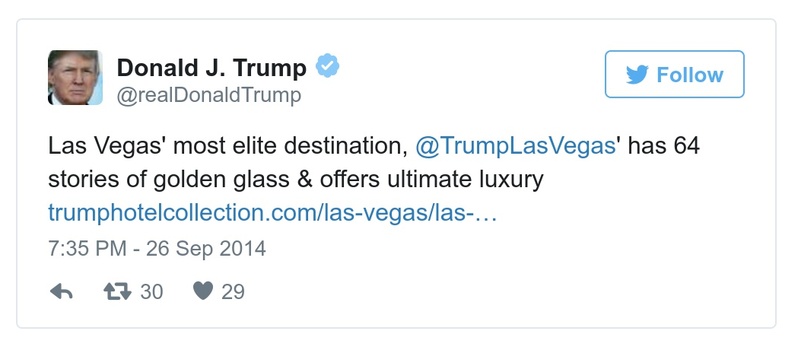 Donald J. Trump
@realDonaldTrump
Follow
Las Vegas' most elite destination, @TrumpLasVegas' has 64
stories of golden glass & offers ultimate luxury
trumphotelcollection.com/las-vegas/las-…
7:35 PM - 26 Sep 2014
30 29